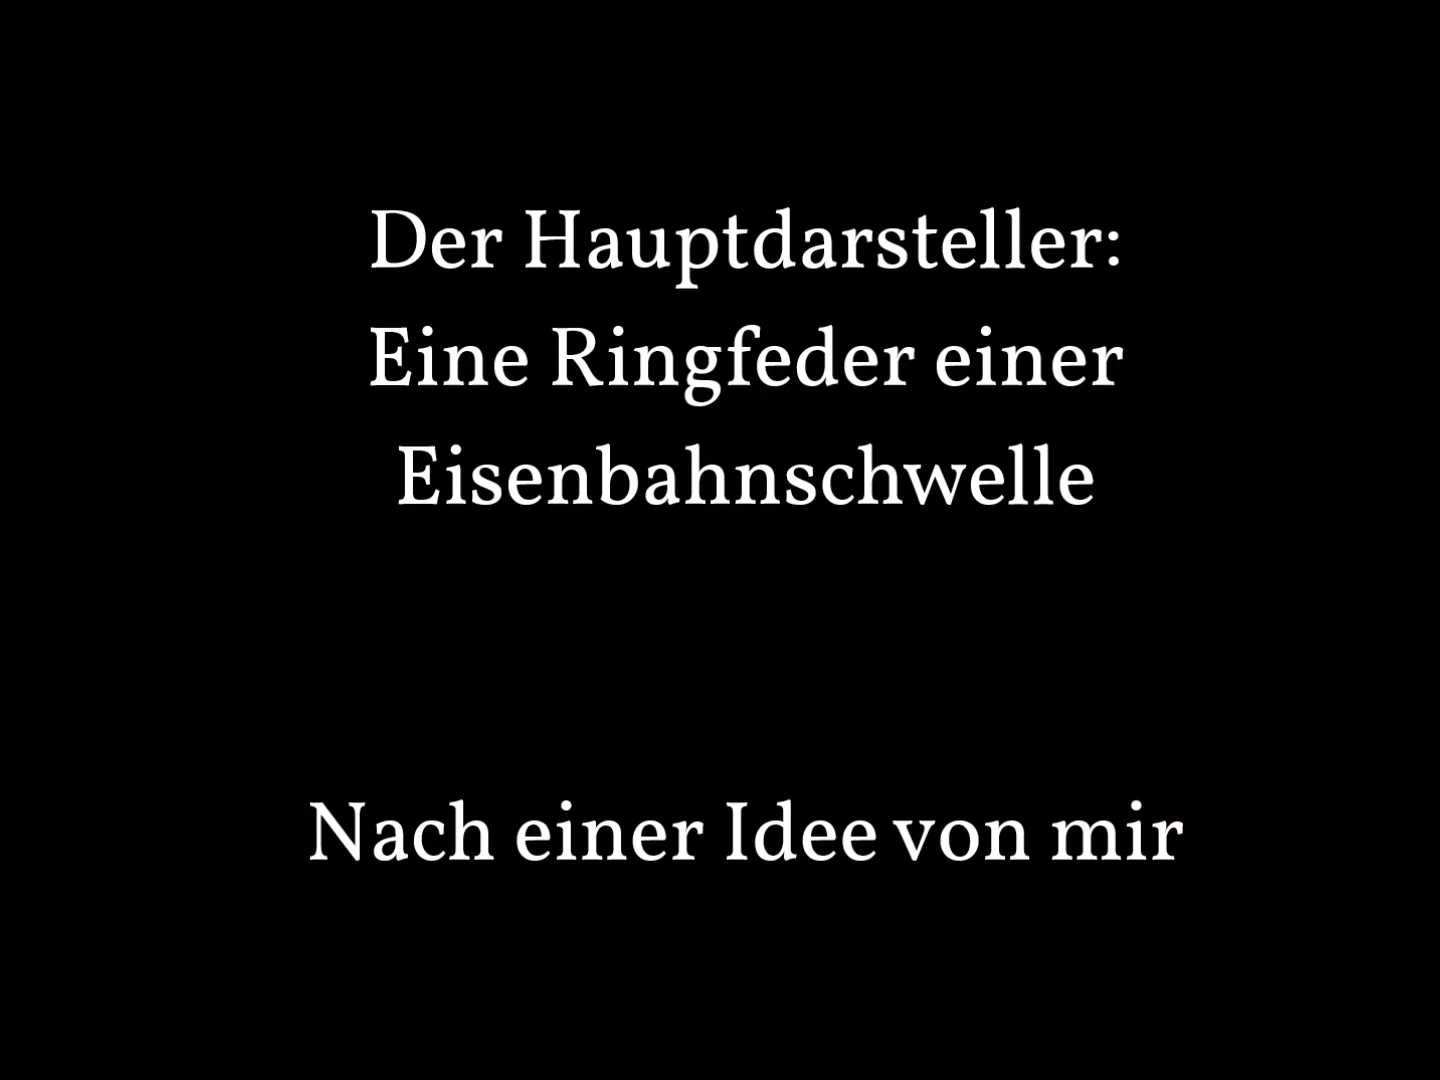 Der Hauptdarsteller:
Eine Ringfeder einer
Eisenbahnschwelle
Nach einer Idee von mir